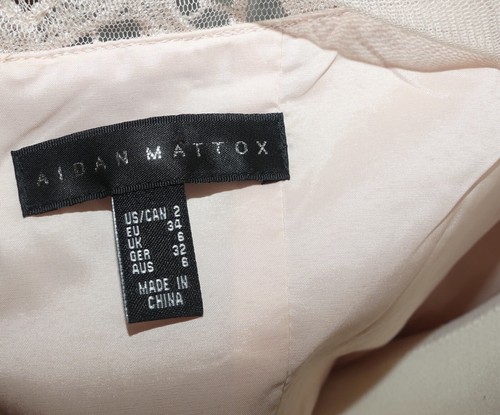 AIDAN MATTOX
US/CAN 2
EU 34
UK 6
GER 32
AUS 6
MADE IN
CHINA